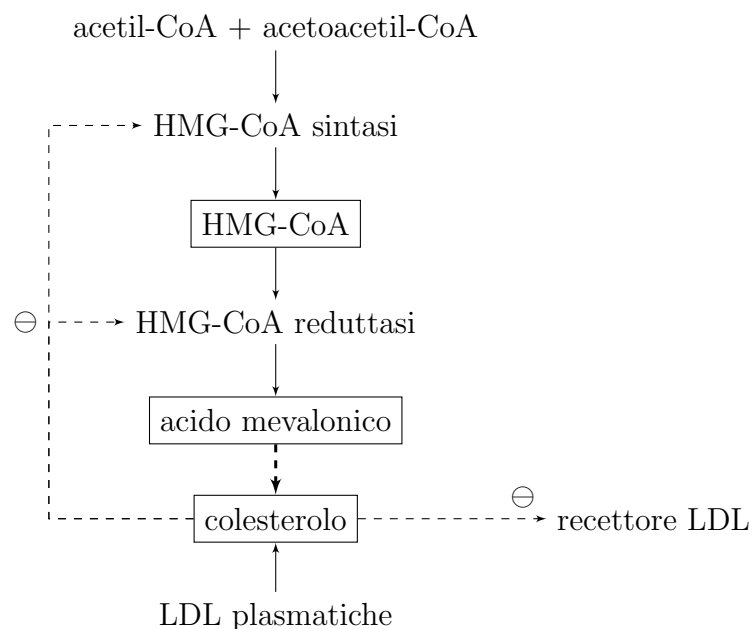 acetil-CoA + acetoacetil-CoA
HMG-CoA sintasi
HMG-CoA
⊖
HMG-CoA reduttasi
acido mevalonico
⊖
colesterolo
recettore LDL
LDL plasmatiche